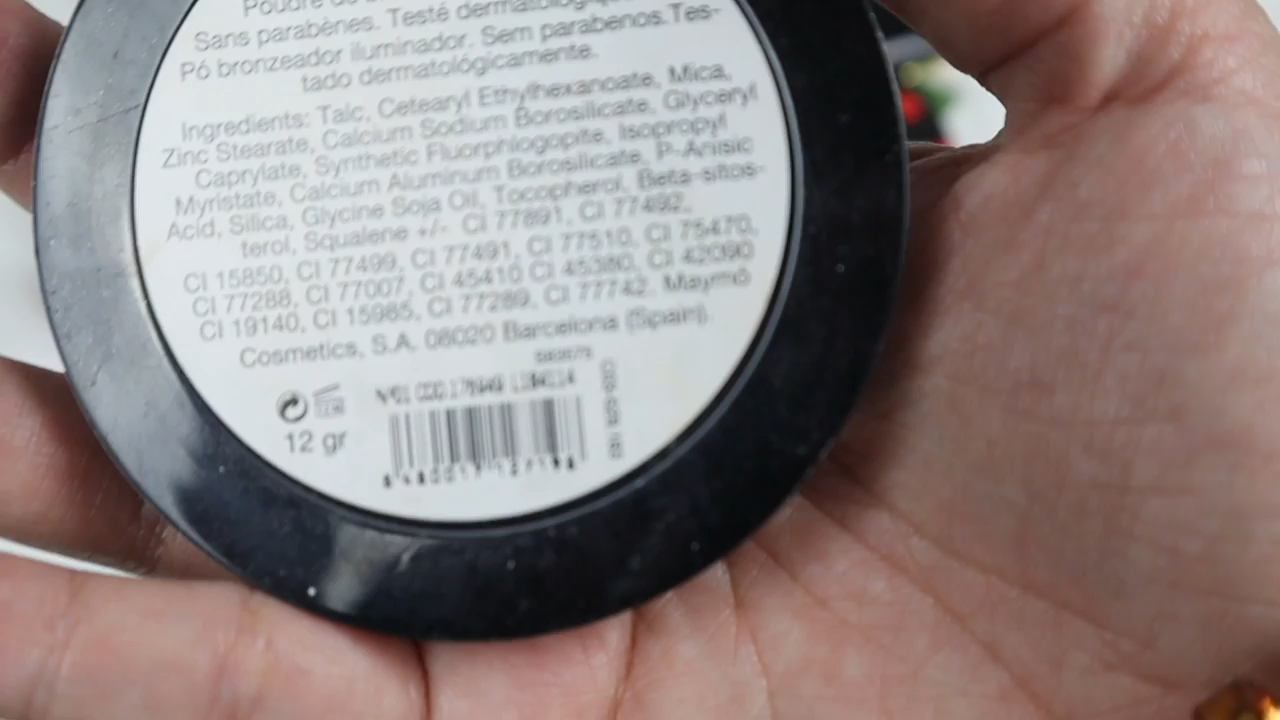 Poudre de
Sans parabènes. Testé dermatologiq
Pó bronzeador iluminador. Sem parabenos. Tes-
tado dermatológicamente.
Ingredients: Talc, Cetearyl Ethylhexanoate, Mica,
Zinc Stearate, Calcium Sodium Borosilicate, Glyceryl
Caprylate, Synthetic Fluorphlogopite, Isopropyl
Myristate, Calcium Aluminum Borosilicate, P-Anisic
Acid, Silica, Glycine Soja Oil, Tocopherol, Beta-sitos-
terol, Squalene +/- CI 77891, CI 77492,
CI 15850, CI 77499, CI 77491, CI 77510, CI 75470,
CI 77288, CI 77007, CI 45410 CI 45380, CI 42090
CI 19140, CI 15985, CI 77289, CI 77742. Maymó
Cosmetics, S.A. 08020 Barcelona (Spain).
12 gr